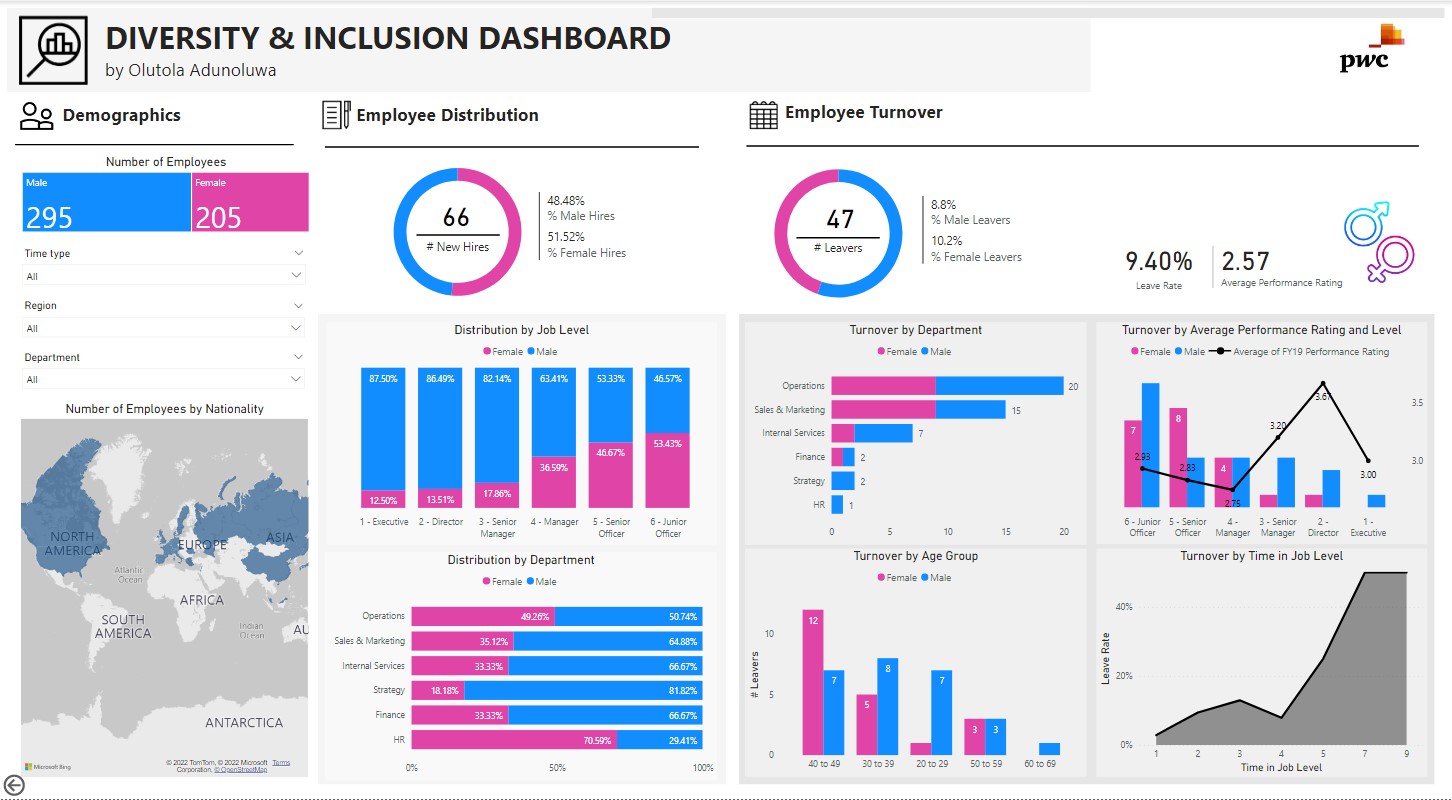 DIVERSITY & INCLUSION DASHBOARD
by Olutola Adunoluwa
pwc
Demographics
Number of Employees
Male
Female
295
205
Time type
All
Region
All
Department
All
Number of Employees by Nationality
NORTH
AMERICA
EUROPE
ASIA
Atlantic
Ocean
AFRICA
SOUTH
AMERICA
Indian
Ocean
AU
ANTARCTICA
Microsoft Bing
© 2022 TomTom, © 2022 Microsoft Terms
Corporation, © OpenStreetMap
Employee Distribution
66
# New Hires
48.48%
% Male Hires
51.52%
% Female Hires
Distribution by Job Level
Female Male
87.50% 86.49% 82.14% 63.41% 53.33% 46.57%
12.50% 13.51% 17.86% 36.59% 46.67% 53.43%
1 - Executive 2 - Director 3 - Senior 4 - Manager 5 - Senior 6 - Junior
Manager Officer Officer
Distribution by Department
Female Male
Operations 49.26% 50.74%
Sales & Marketing 35.12% 64.88%
Internal Services 33.33% 66.67%
Strategy 18.18% 81.82%
Finance 33.33% 66.67%
HR 70.59% 29.41%
0% 50% 100%
Employee Turnover
47
# Leavers
8.8%
% Male Leavers
10.2%
% Female Leavers
9.40%
Leave Rate
2.57
Average Performance Rating
Turnover by Department
Female Male
Operations 20
Sales & Marketing 15
Internal Services 7
Finance 2
Strategy 2
HR 1
0 5 10 15 20
Turnover by Average Performance Rating and Level
Female Male Average of FY19 Performance Rating
3.5
3.0
7 8 4
2.93 2.83 2.75 3.20 3.67 3.00
6 - Junior 5 - Senior 4 - 3 - Senior 2 - 1 -
Officer Officer Manager Manager Director Executive
Turnover by Age Group
Female Male
# Leavers
10
5
0
12 7 5 8 7 3 3
40 to 49 30 to 39 20 to 29 50 to 59 60 to 69
Turnover by Time in Job Level
Leave Rate
40%
20%
0%
1 2 3 4 5 7 9
Time in Job Level